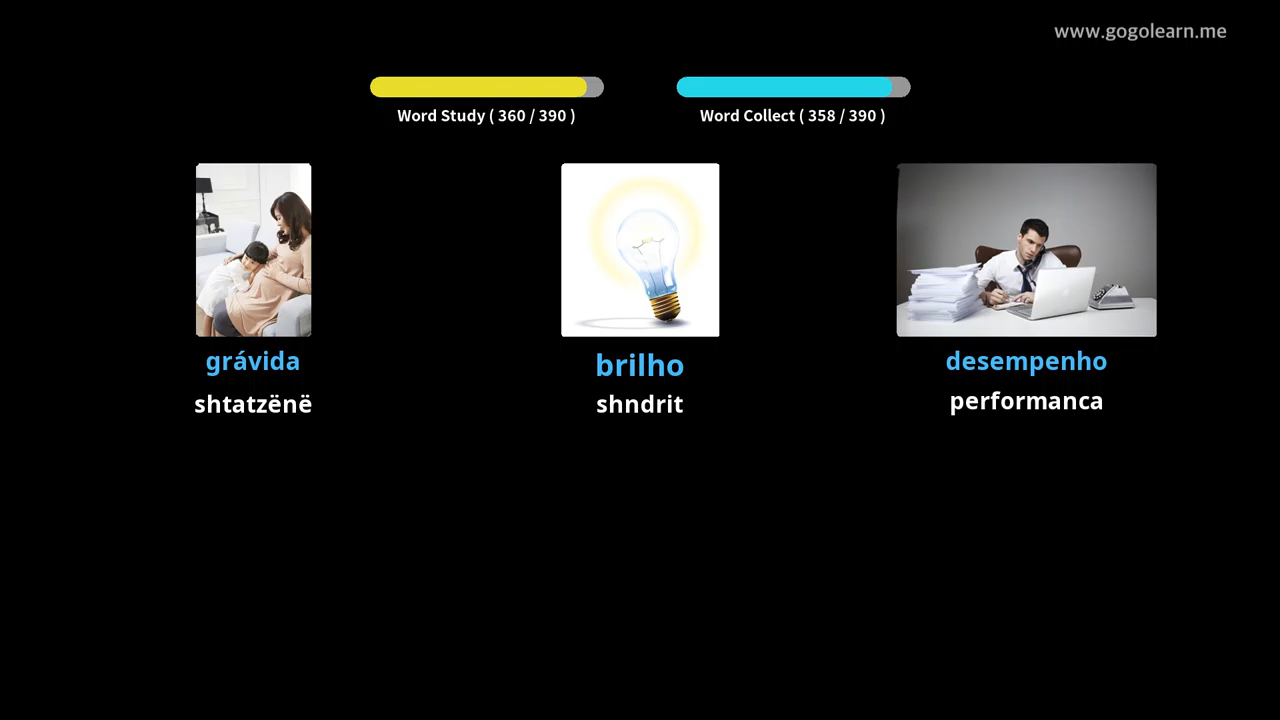 www.gogolearn.me
Word Study ( 360 / 390 )
Word Collect ( 358 / 390 )
grávida
brilho
desempenho
shtatzënë
shndrit
performanca